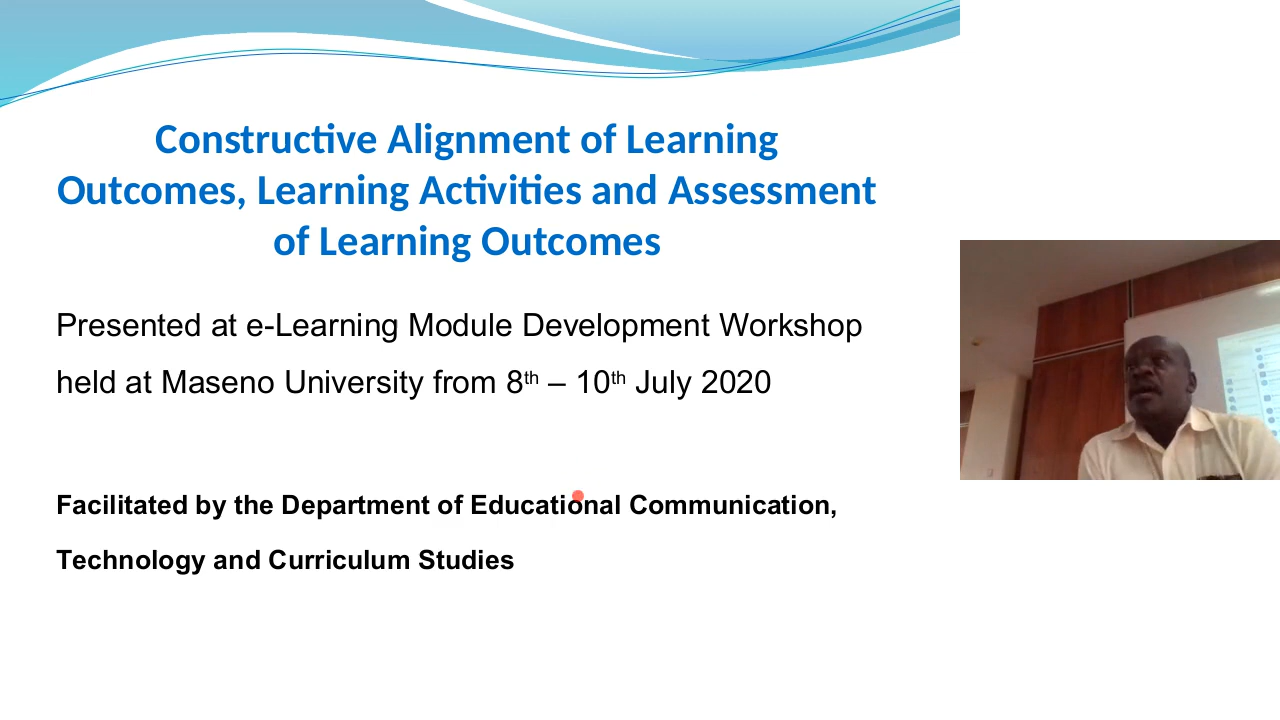 Constructive Alignment of Learning
Outcomes, Learning Activities and Assessment
of Learning Outcomes
Presented at e-Learning Module Development Workshop
held at Maseno University from 8th – 10th July 2020
Facilitated by the Department of Educational Communication,
Technology and Curriculum Studies